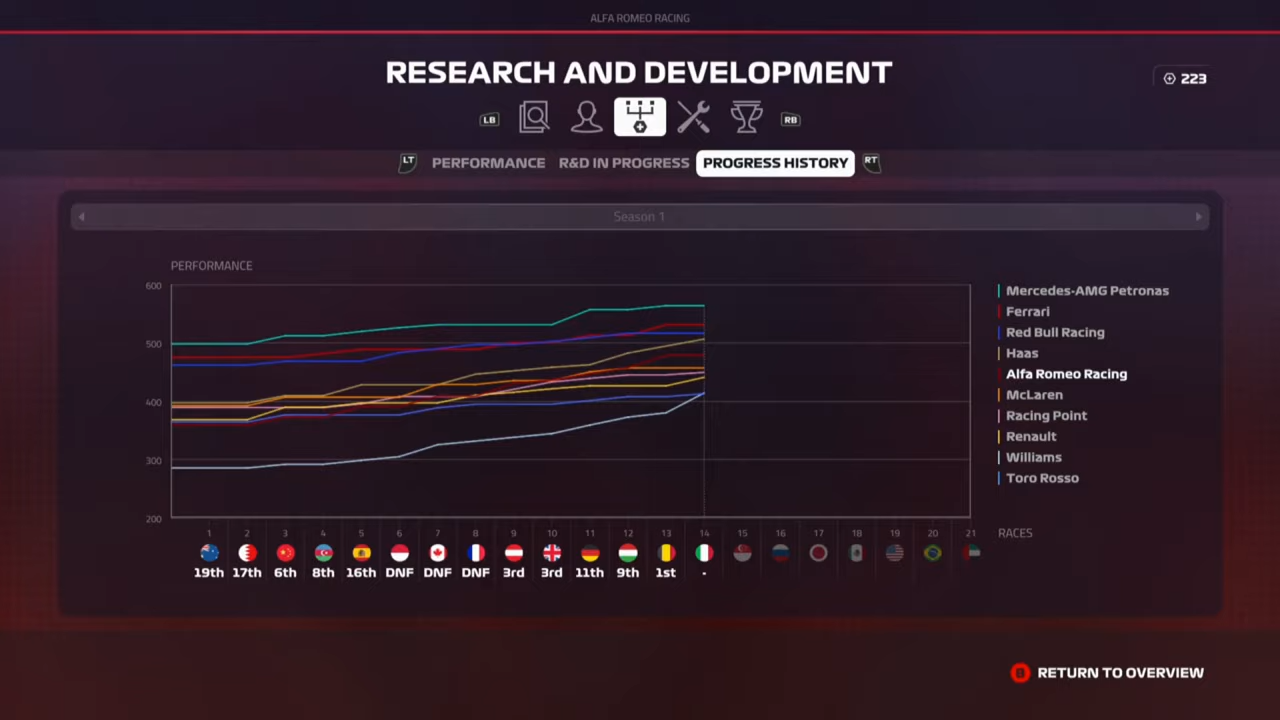 ALFA ROMEO RACING
RESEARCH AND DEVELOPMENT
223
LB RB
LT PERFORMANCE R&D IN PROGRESS PROGRESS HISTORY RT
Season 1
PERFORMANCE
600
500
400
300
200
Mercedes-AMG Petronas
Ferrari
Red Bull Racing
Haas
Alfa Romeo Racing
McLaren
Racing Point
Renault
Williams
Toro Rosso
1 2 3 4 5 6 7 8 9 10 11 12 13 14 15 16 17 18 19 20 21 RACES
19th 17th 6th 8th 16th DNF DNF DNF 3rd 3rd 11th 9th 1st -
B RETURN TO OVERVIEW